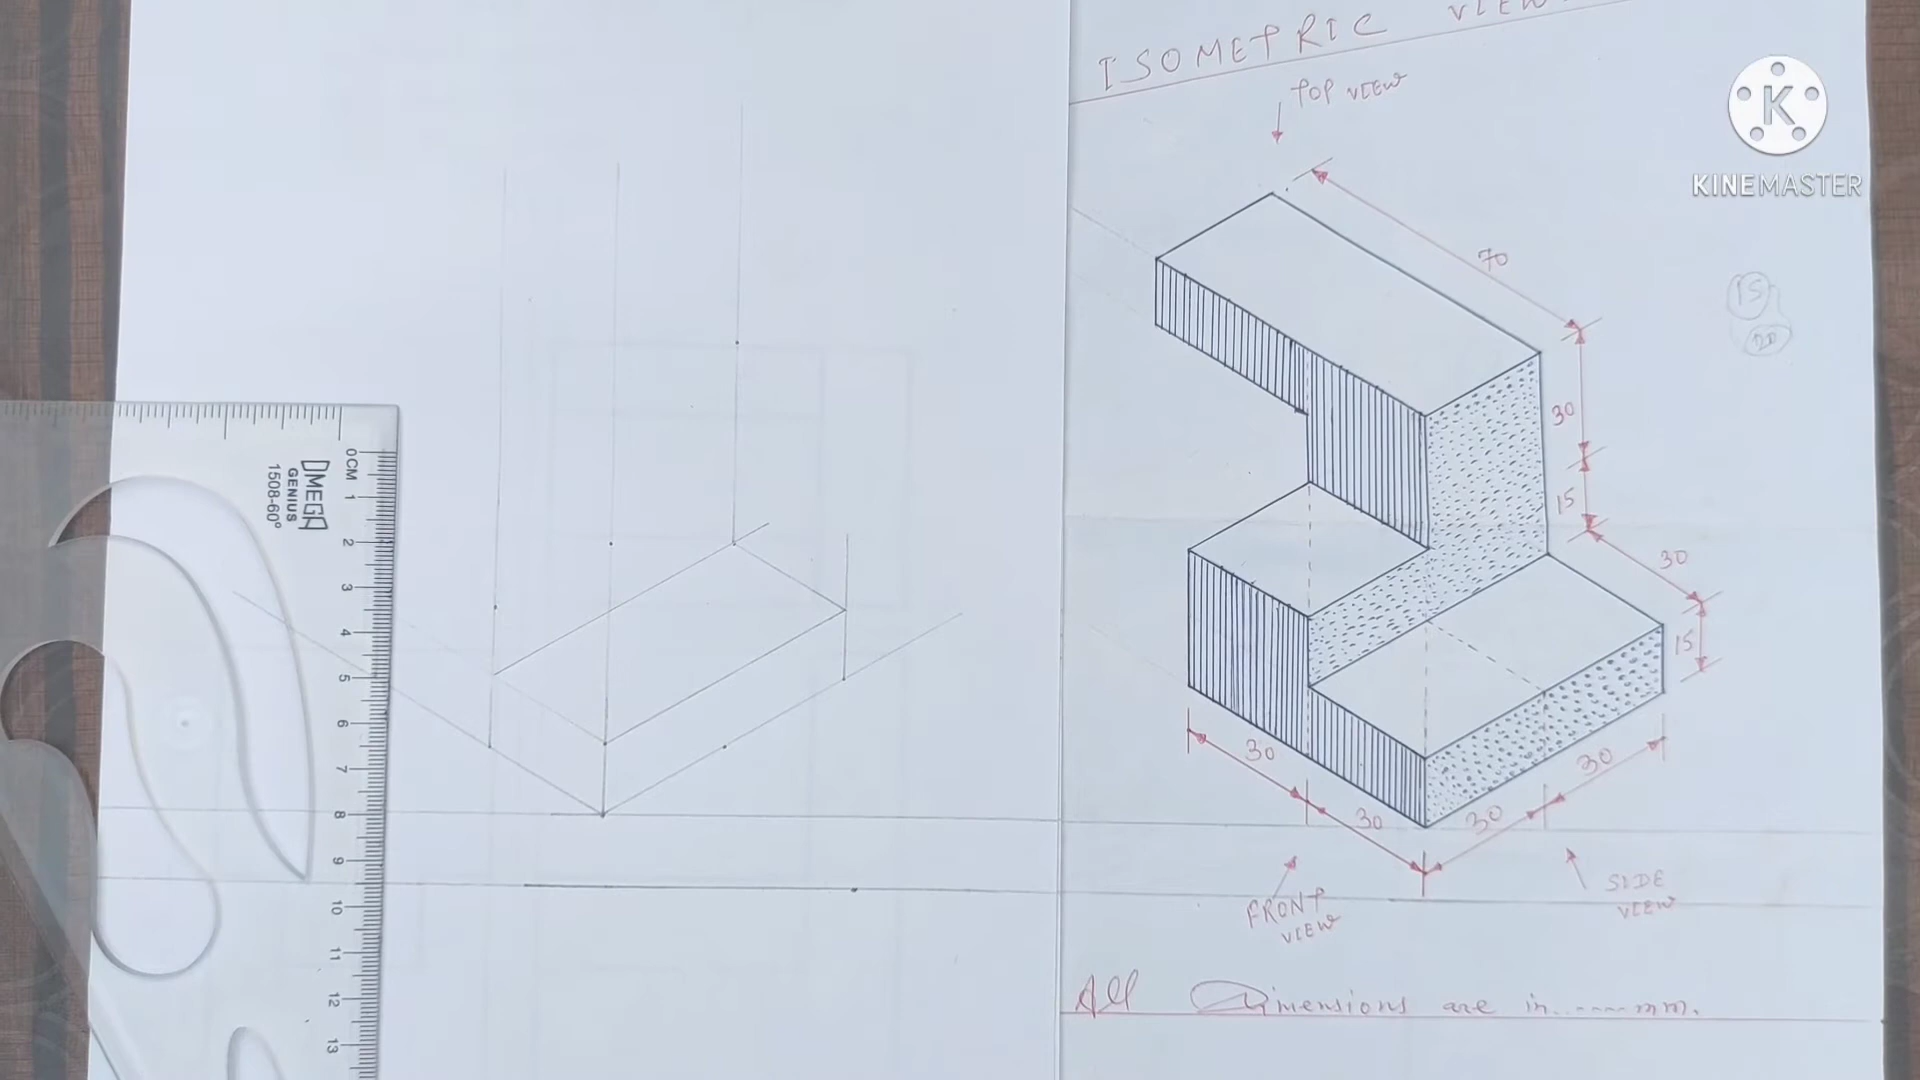 ISOMETRIC VIEW
TOP VIEW
KINEMASTER
70
15
20
30
15
30
15
30
30
30
30
FRONT
VIEW
SIDE
VIEW
All Dimensions are in......mm.
OMEGA
GENIUS
1508-60°
0CM
1
2
3
4
5
6
7
8
9
10
11
12
13